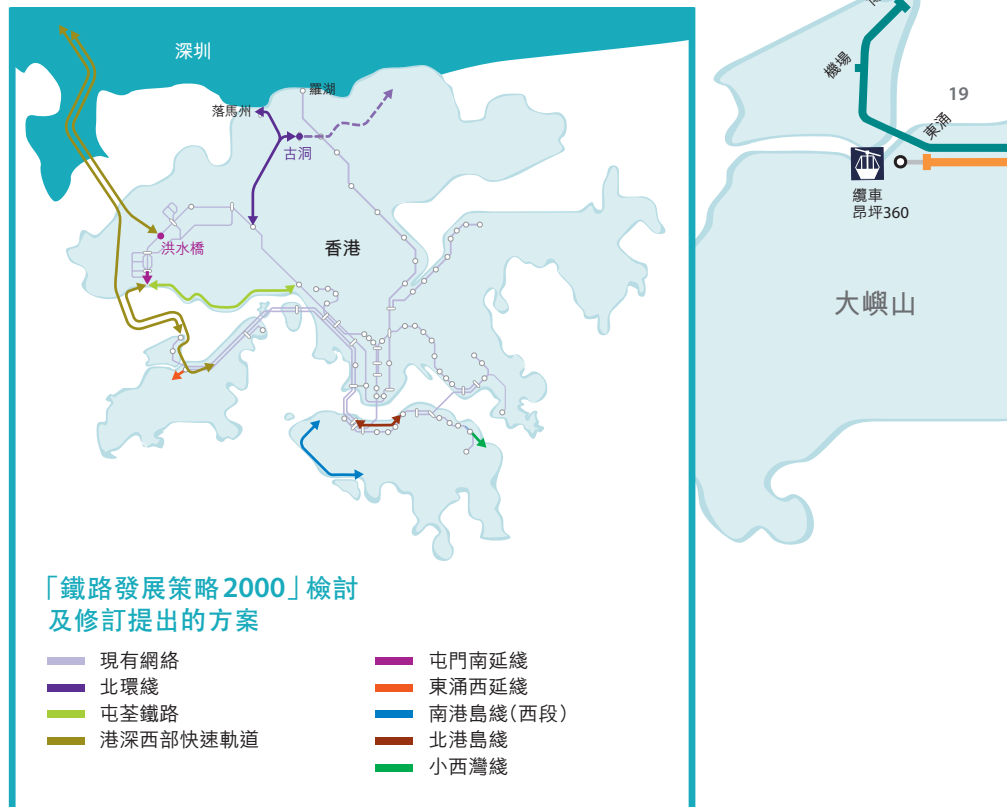 深圳
羅湖
落馬州
古洞
洪水橋
香港
「鐵路發展策略2000」檢討
及修訂提出的方案
現有網絡
北環綫
屯荃鐵路
港深西部快速軌道
屯門南延綫
東涌西延綫
南港島綫(西段)
北港島綫
小西灣綫
機場
19
東涌
纜車
昂坪360
大嶼山